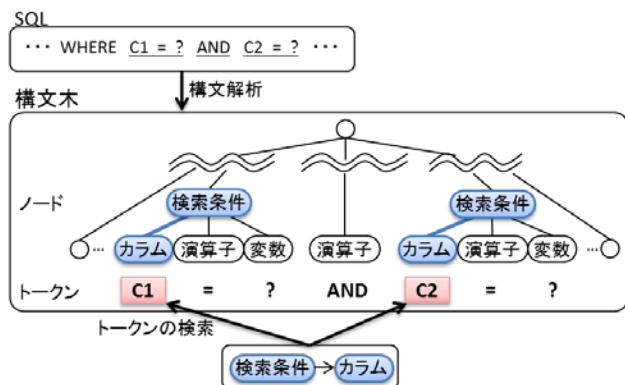 SQL
··· WHERE C1 = ? AND C2 = ? ···
構文解析
構文木
ノード
検索条件
検索条件
··· カラム 演算子 変数 演算子 カラム 演算子 変数 ···
トークン C1 = ? AND C2 = ?
トークンの検索
検索条件 → カラム